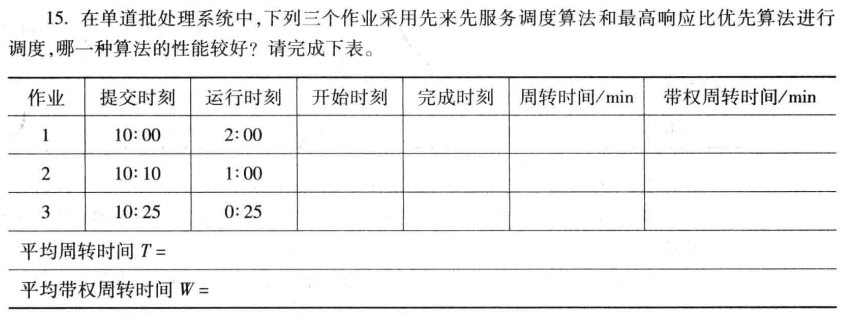 15. 在单道批处理系统中,下列三个作业采用先来先服务调度算法和最高响应比优先算法进行
调度,哪一种算法的性能较好? 请完成下表。
作业 提交时刻 运行时刻 开始时刻 完成时刻 周转时间/min 带权周转时间/min
1 10:00 2:00
2 10:10 1:00
3 10:25 0:25
平均周转时间 T =
平均带权周转时间 W =